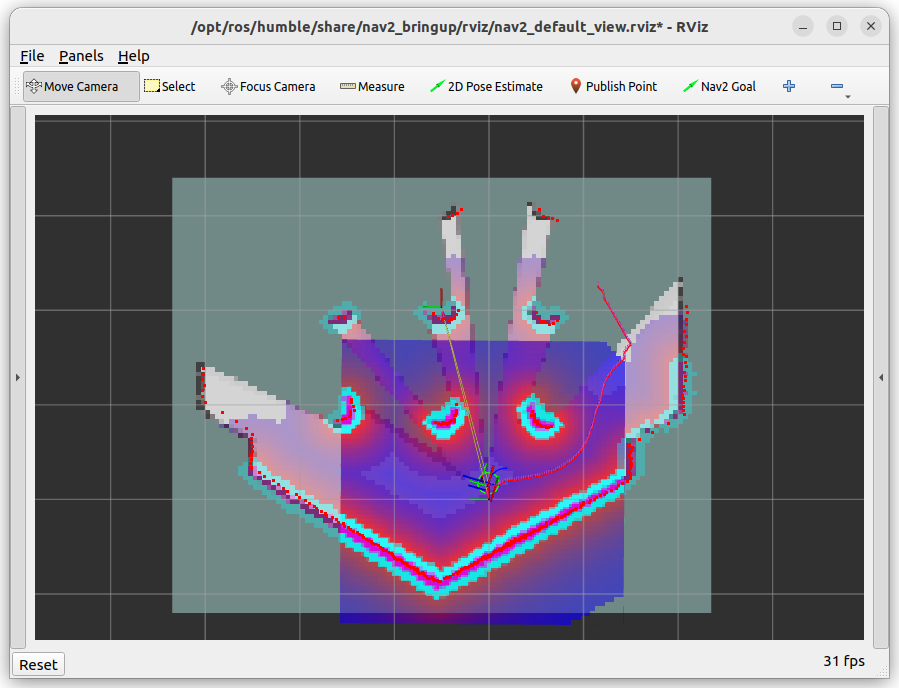 /opt/ros/humble/share/nav2_bringup/rviz/nav2_default_view.rviz* - RViz
File Panels Help
Move Camera Select Focus Camera Measure 2D Pose Estimate Publish Point Nav2 Goal
Reset 31 fps